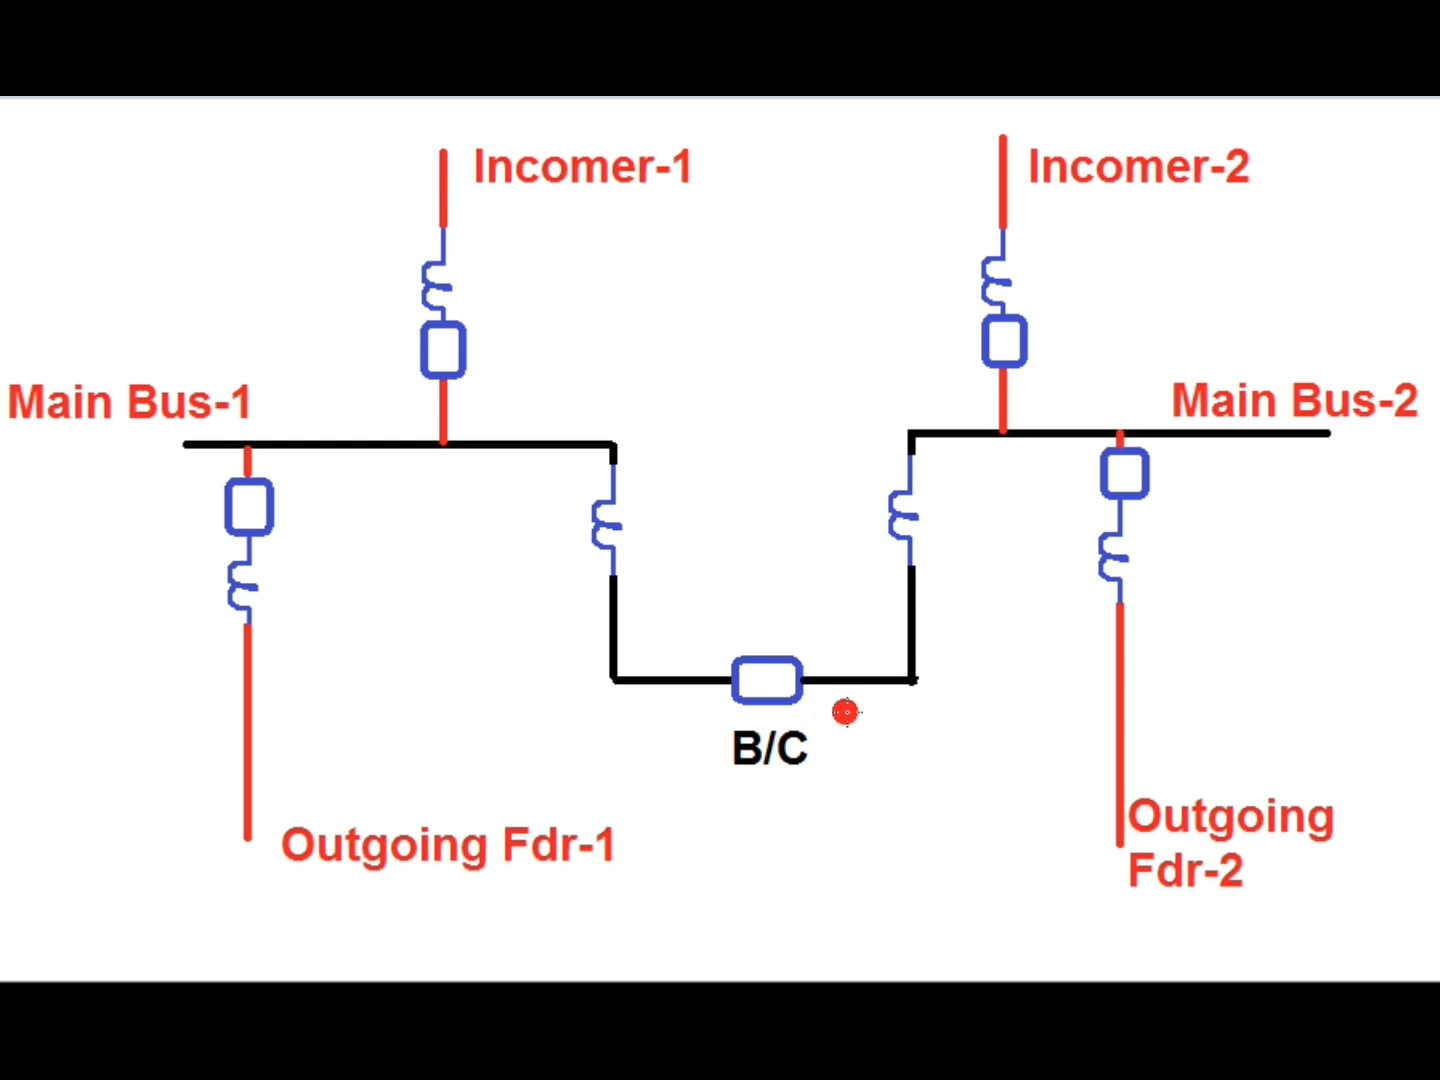 Incomer-1
Incomer-2
Main Bus-1
Main Bus-2
B/C
Outgoing Fdr-1
Outgoing
Fdr-2